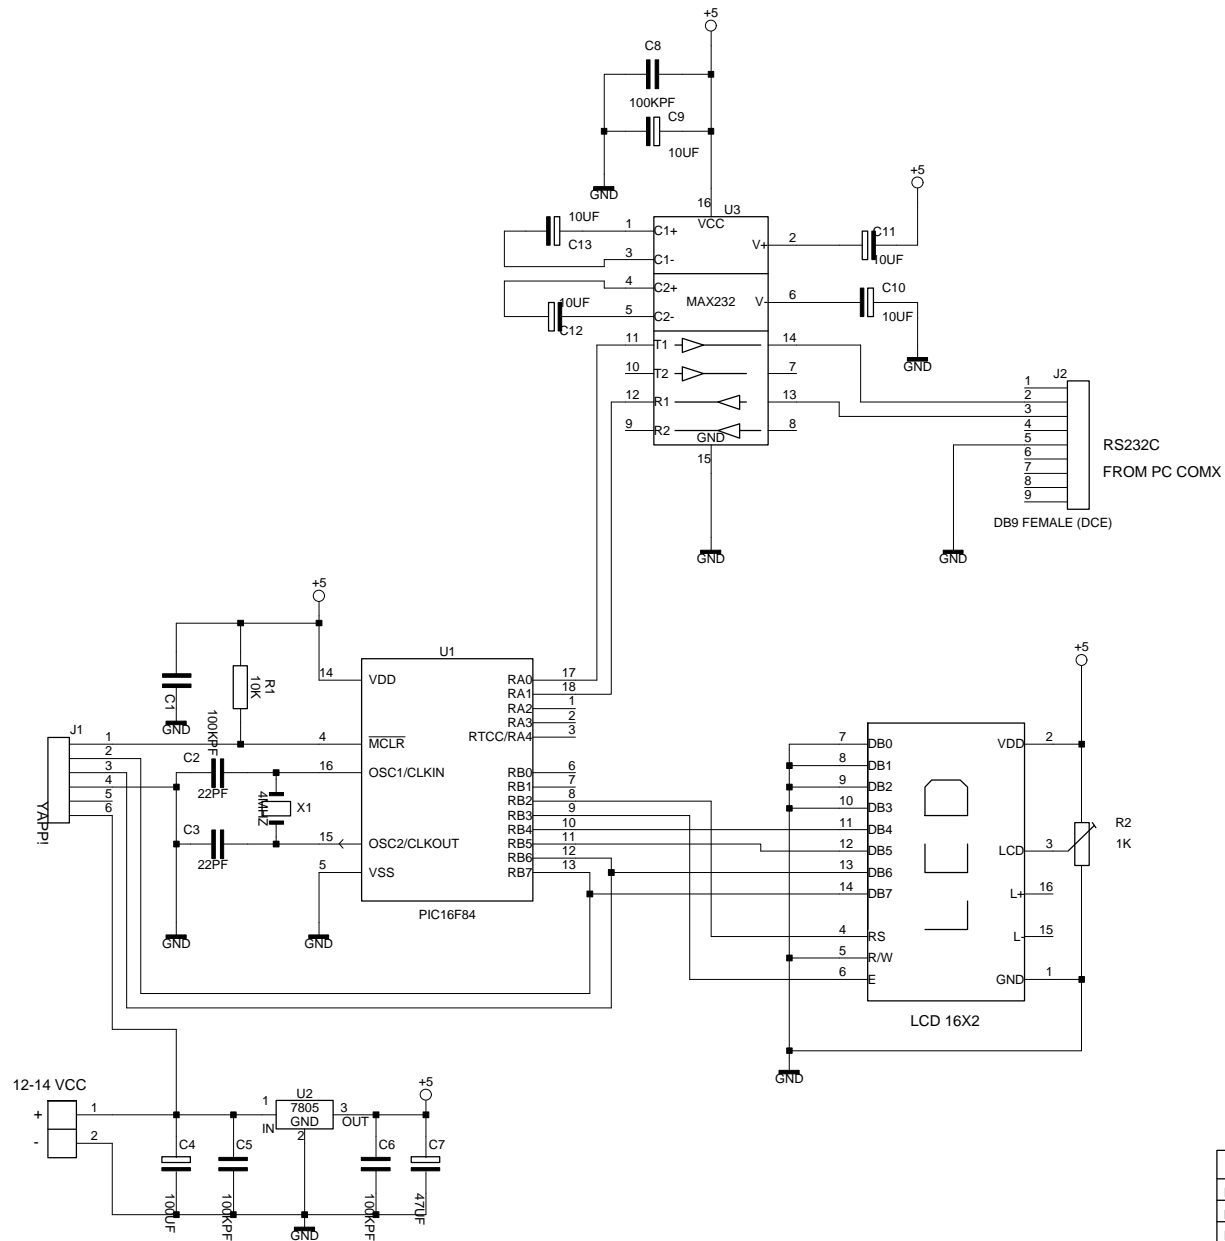 +5
C8
100KPF
C9
10UF
GND
+5
16
U3
VCC
10UF
C13
1
C1+
3
C1-
V+
2
C11
10UF
4
C2+
10UF
C12
5
C2-
MAX232
V-
6
C10
10UF
GND
11
T1
14
10
T2
7
12
R1
13
9
R2
8
GND
15
GND
J2
1
2
3
4
5
6
7
8
9
RS232C
FROM PC COMX
DB9 FEMALE (DCE)
GND
+5
C1
100KPF
GND
R1
10K
U1
14
VDD
4
MCLR
16
OSC1/CLKIN
15
OSC2/CLKOUT
5
VSS
RA0
17
RA1
18
RA2
1
RA3
2
RTCC/RA4
3
RB0
6
RB1
7
RB2
8
RB3
9
RB4
10
RB5
11
RB6
12
RB7
13
PIC16F84
J1
1
2
3
4
5
6
YAPP!
C2
22PF
C3
22PF
4MHZ
X1
GND
GND
+5
7
DB0
8
DB1
9
DB2
10
DB3
11
DB4
12
DB5
13
DB6
14
DB7
4
RS
5
R/W
6
E
VDD
2
LCD
3
L+
16
L-
15
GND
1
LCD
R2
1K
LCD 16X2
GND
12-14 VCC
+
1
-
2
U2
1
7805
3
IN
GND
OUT
2
+5
C4
100UF
C5
100KPF
C6
100KPF
C7
47UF
GND